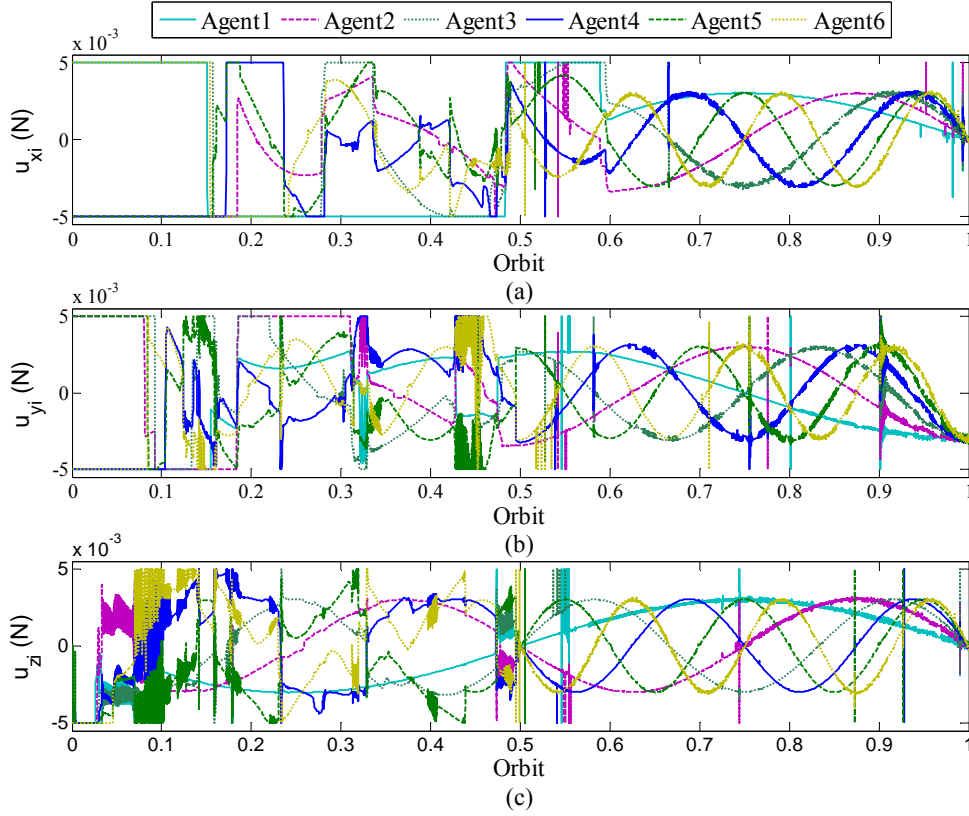 Agent1 Agent2 Agent3 Agent4 Agent5 Agent6
x 10^-3
5
0
-5
u_xi (N)
0 0.1 0.2 0.3 0.4 0.5 0.6 0.7 0.8 0.9 1
Orbit
(a)
x 10^-3
5
0
-5
u_yi (N)
0 0.1 0.2 0.3 0.4 0.5 0.6 0.7 0.8 0.9 1
Orbit
(b)
x 10^-3
5
0
-5
u_zi (N)
0 0.1 0.2 0.3 0.4 0.5 0.6 0.7 0.8 0.9 1
Orbit
(c)